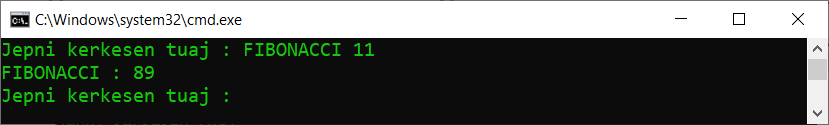 C:\Windows\system32\cmd.exe
Jepni kerkesen tuaj : FIBONACCI 11
FIBONACCI : 89
Jepni kerkesen tuaj :